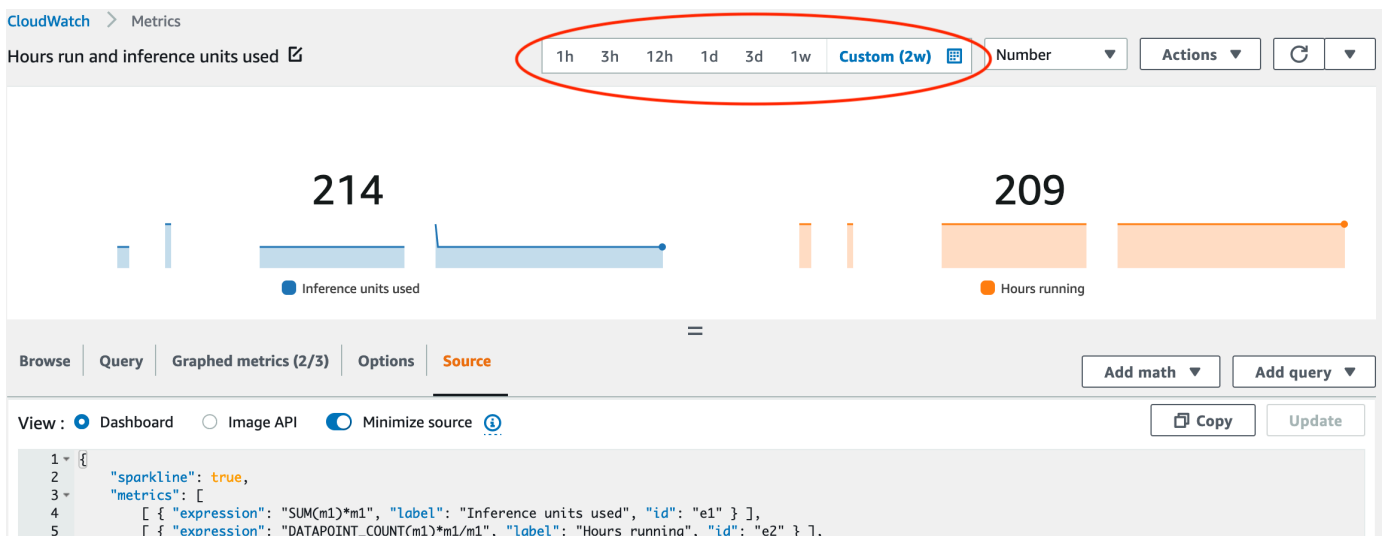 CloudWatch > Metrics
Hours run and inference units used
1h 3h 12h 1d 3d 1w Custom (2w) Number Actions
214 209
Inference units used Hours running
=
Browse Query Graphed metrics (2/3) Options Source
Add math Add query
View : Dashboard Image API Minimize source i
Copy Update
1 {
2 "sparkline": true,
3 "metrics": [
4 [ { "expression": "SUM(m1)*m1", "label": "Inference units used", "id": "e1" } ],
5 [ { "expression": "DATAPOINT_COUNT(m1)*m1/m1", "label": "Hours running", "id": "e2" } ],